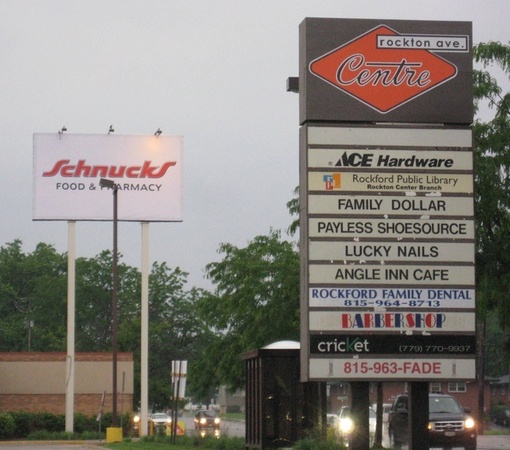 Schnucks
FOOD & PHARMACY
rockton ave.
Centre
ACE Hardware
Rockford Public Library
Rockton Center Branch
FAMILY DOLLAR
PAYLESS SHOESOURCE
LUCKY NAILS
ANGLE INN CAFE
ROCKFORD FAMILY DENTAL
815-964-8713
BARBERSHOP
cricket (779) 770-9937
815-963-FADE